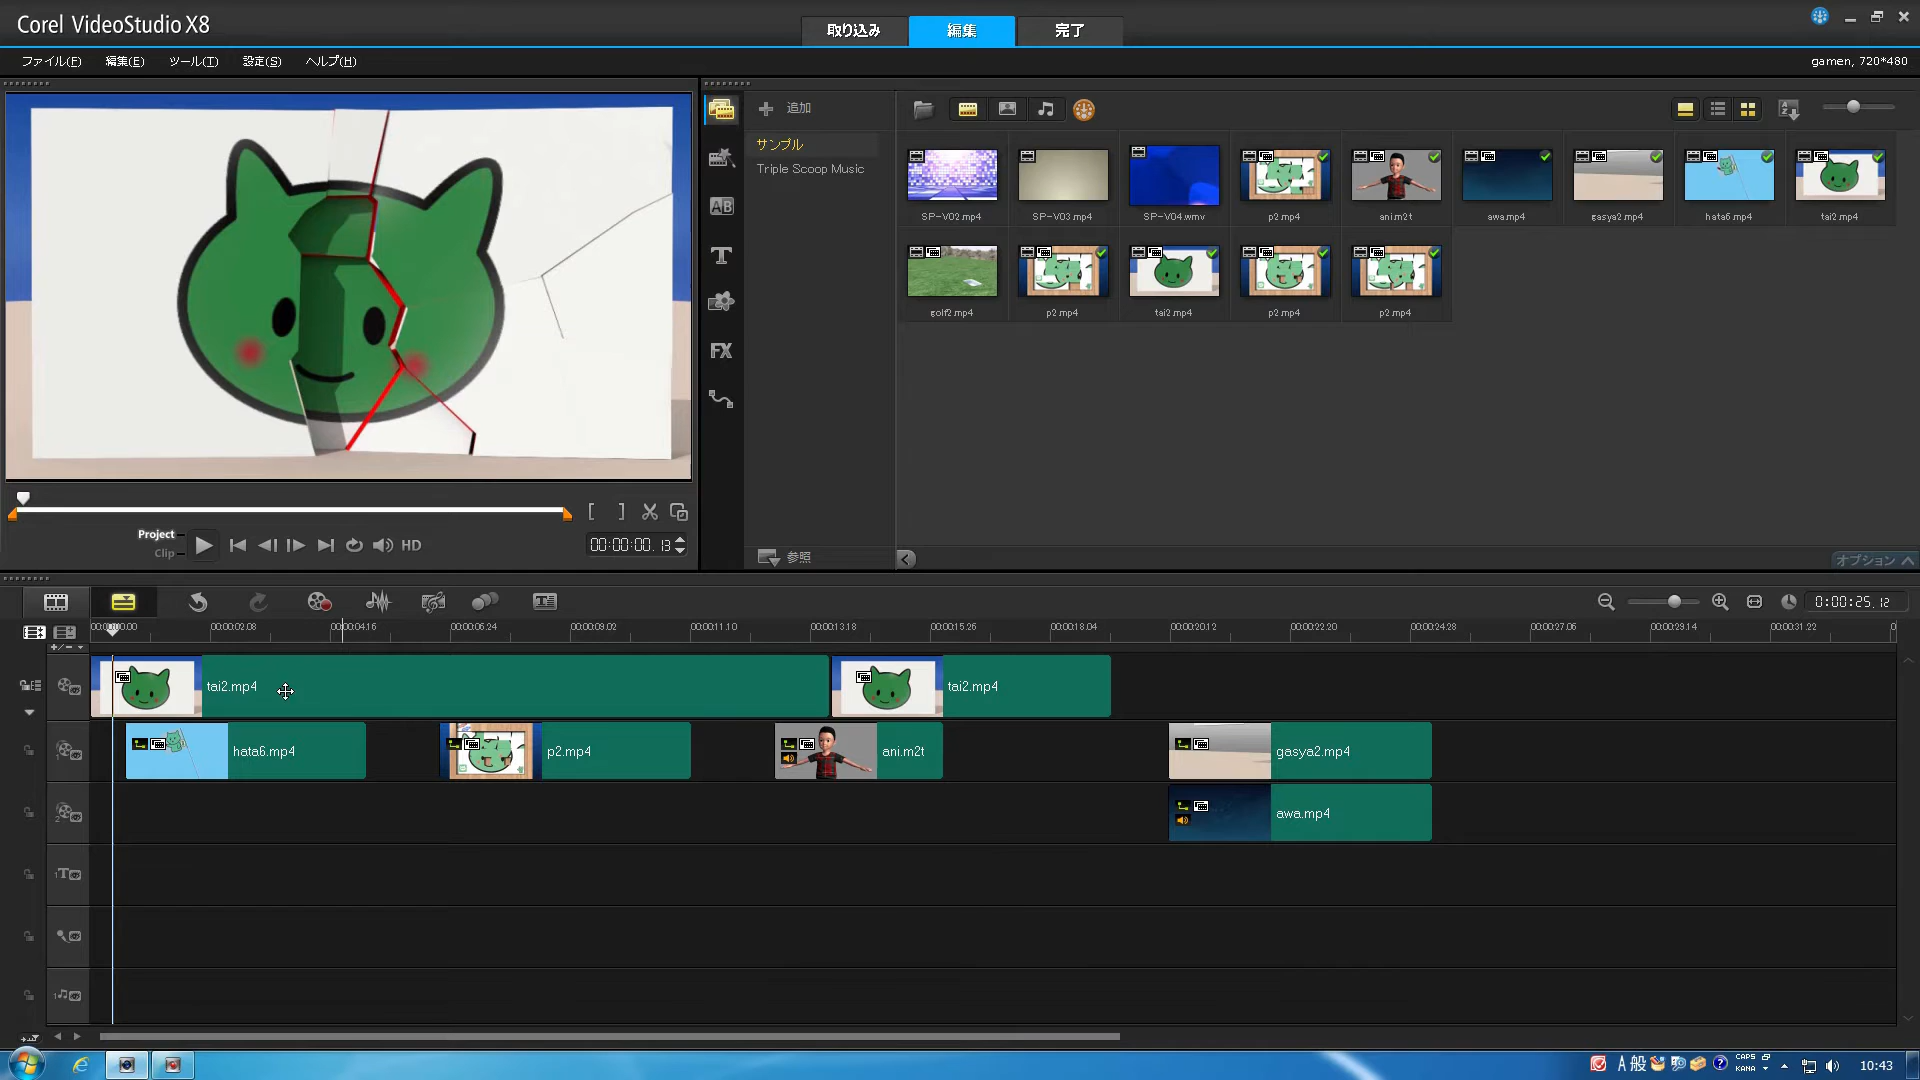 Corel VideoStudio X8
取り込み
編集
完了
ファイル(F) 編集(E) ツール(T) 設定(S) ヘルプ(H)
gamen, 720*480
追加
サンプル
Triple Scoop Music
SP-V02.mp4
SP-V03.mp4
SP-V04.wmv
p2.mp4
ani.m2t
awa.mp4
gasya2.mp4
hata6.mp4
tai2.mp4
golf2.mp4
p2.mp4
tai2.mp4
p2.mp4
p2.mp4
AB
T
FX
Project
Clip
HD
00:00:00. 13
参照
オプション
0:00:25. 12
00:00:02.08
00:00:04.16
00:00:06.24
00:00:09.02
00:00:11.10
00:00:13.18
00:00:15.26
00:00:18.04
00:00:20.12
00:00:22.20
00:00:24.28
00:00:27.06
00:00:29.14
00:00:31.22
tai2.mp4
tai2.mp4
hata6.mp4
p2.mp4
ani.m2t
gasya2.mp4
awa.mp4
A 般
CAPS
KANA
10:43